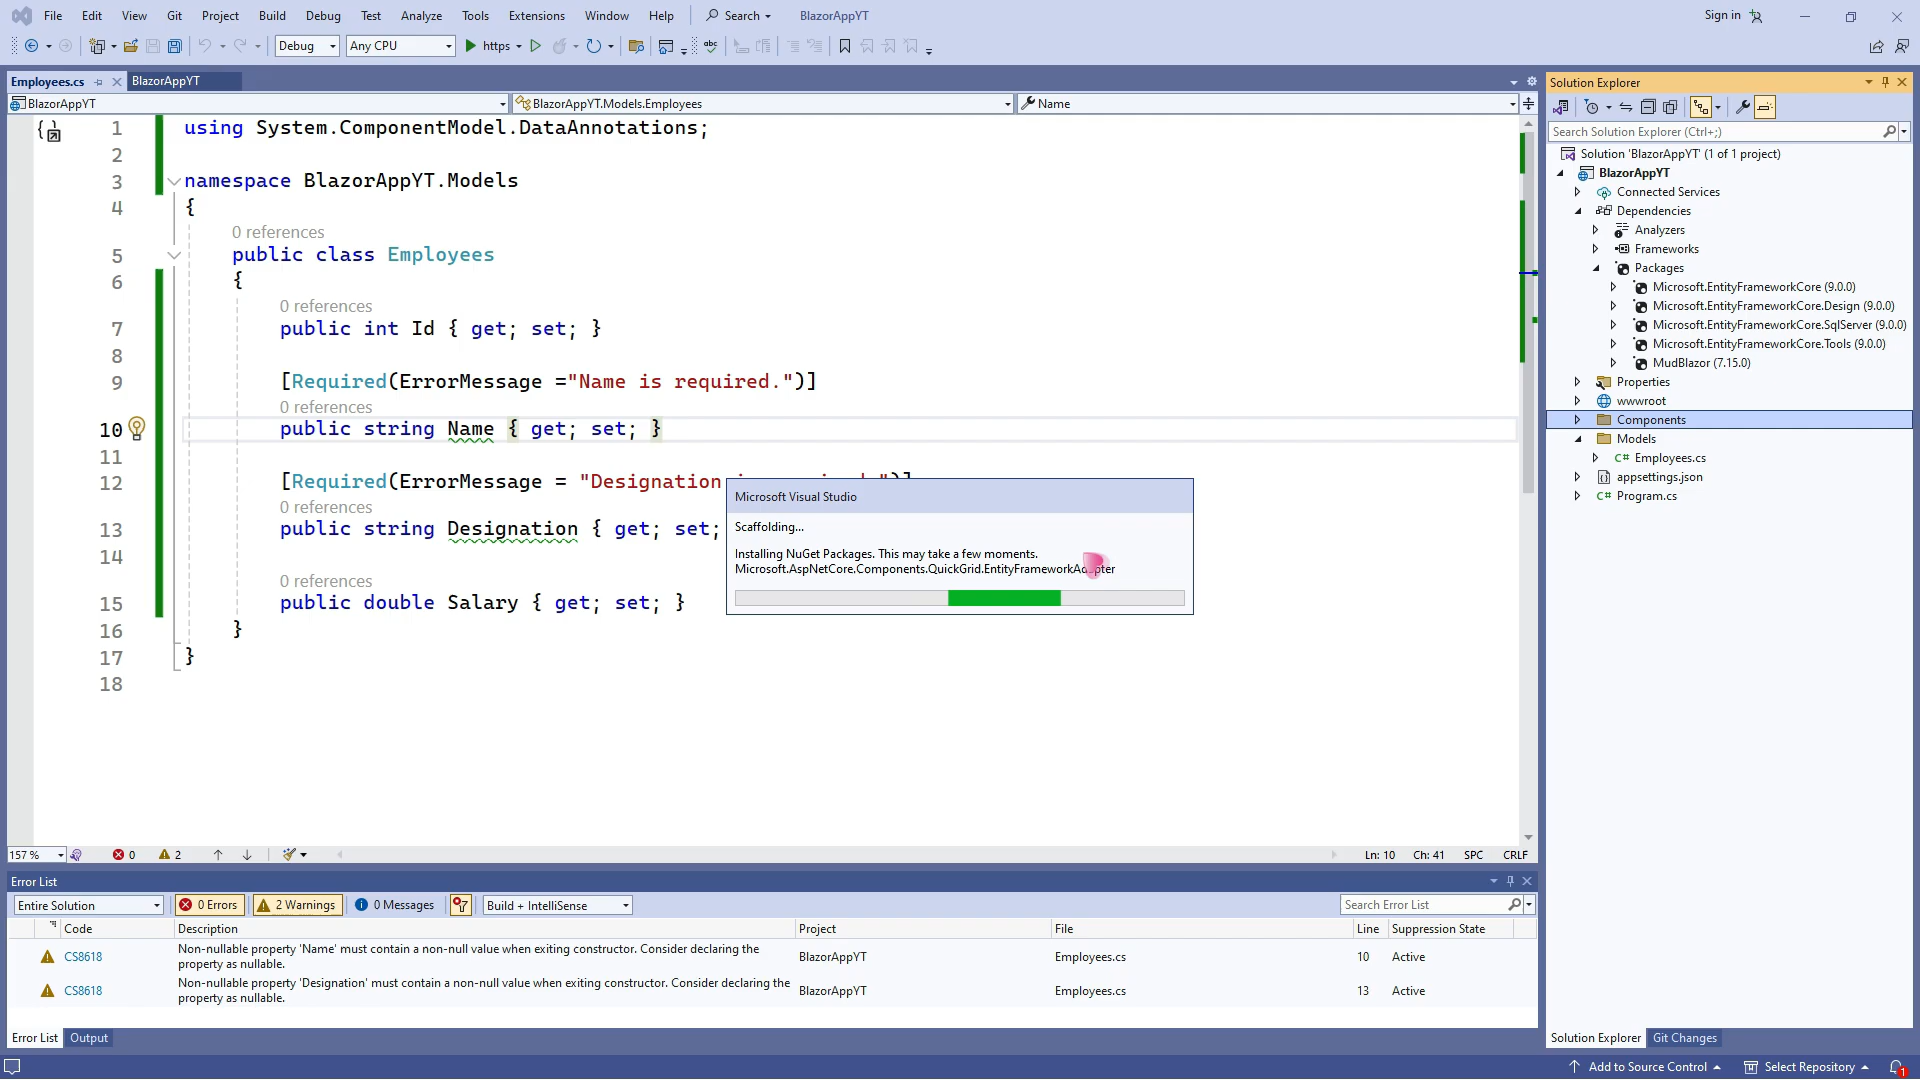 File Edit View Git Project Build Debug Test Analyze Tools Extensions Window Help Search BlazorAppYT Sign in
Debug Any CPU https
Employees.cs BlazorAppYT
BlazorAppYT BlazorAppYT.Models.Employees Name
1 using System.ComponentModel.DataAnnotations;
2
3 namespace BlazorAppYT.Models
4 {
0 references
5 public class Employees
6 {
0 references
7 public int Id { get; set; }
8
9 [Required(ErrorMessage ="Name is required.")]
0 references
10 public string Name { get; set; }
11
12 [Required(ErrorMessage = "Designation
0 references
13 public string Designation { get; set;
14
0 references
15 public double Salary { get; set; }
16 }
17 }
18
Microsoft Visual Studio
Scaffolding...
Installing NuGet Packages. This may take a few moments.
Microsoft.AspNetCore.Components.QuickGrid.EntityFrameworkAdapter
157 % 0 2 Ln: 10 Ch: 41 SPC CRLF
Error List
Entire Solution 0 Errors 2 Warnings 0 Messages Build + IntelliSense Search Error List
Code Description Project File Line Suppression State
CS8618 Non-nullable property 'Name' must contain a non-null value when exiting constructor. Consider declaring the property as nullable. BlazorAppYT Employees.cs 10 Active
CS8618 Non-nullable property 'Designation' must contain a non-null value when exiting constructor. Consider declaring the property as nullable. BlazorAppYT Employees.cs 13 Active
Error List Output
Solution Explorer
Search Solution Explorer (Ctrl+;)
Solution 'BlazorAppYT' (1 of 1 project)
BlazorAppYT
Connected Services
Dependencies
Analyzers
Frameworks
Packages
Microsoft.EntityFrameworkCore (9.0.0)
Microsoft.EntityFrameworkCore.Design (9.0.0)
Microsoft.EntityFrameworkCore.SqlServer (9.0.0)
Microsoft.EntityFrameworkCore.Tools (9.0.0)
MudBlazor (7.15.0)
Properties
wwwroot
Components
Models
C# Employees.cs
appsettings.json
C# Program.cs
Solution Explorer Git Changes
Add to Source Control Select Repository 1